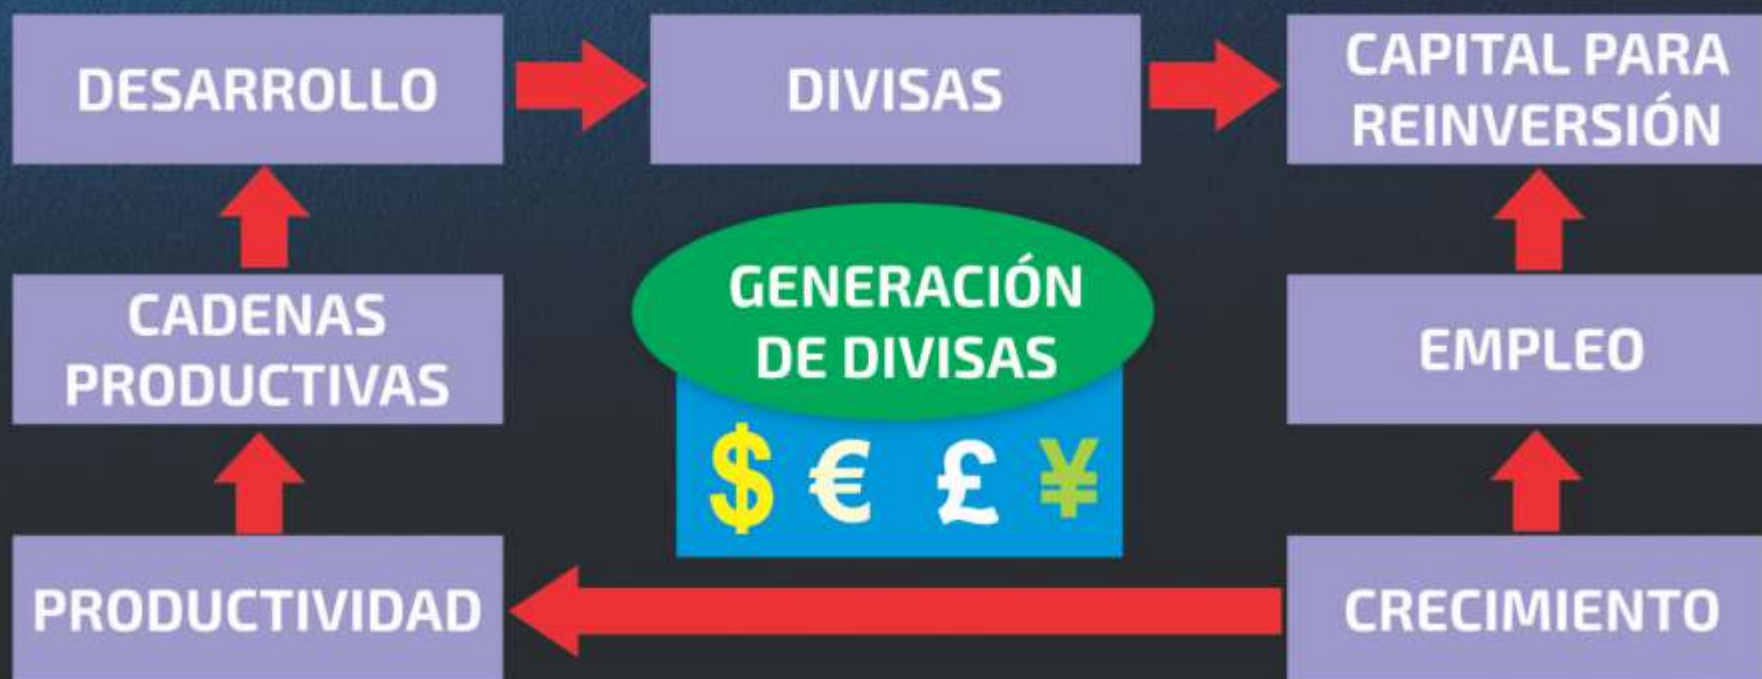 DESARROLLO
DIVISAS
CAPITAL PARA
REINVERSIÓN
GENERACIÓN
DE DIVISAS
CADENAS
PRODUCTIVAS
EMPLEO
$ € £ ¥
PRODUCTIVIDAD
CRECIMIENTO